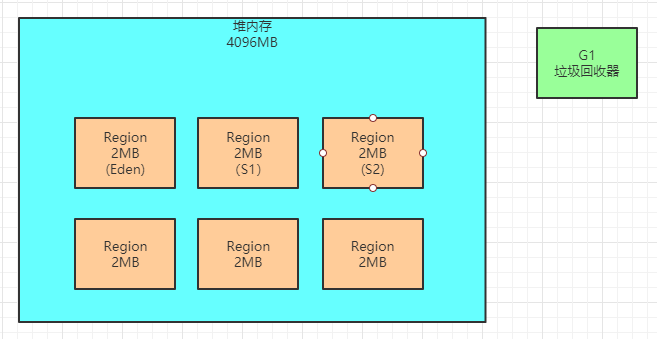 堆内存
4096MB
G1
垃圾回收器
Region
2MB
(Eden)
Region
2MB
(S1）
Region
2MB
(S2)
Region
2MB
Region
2MB
Region
2MB